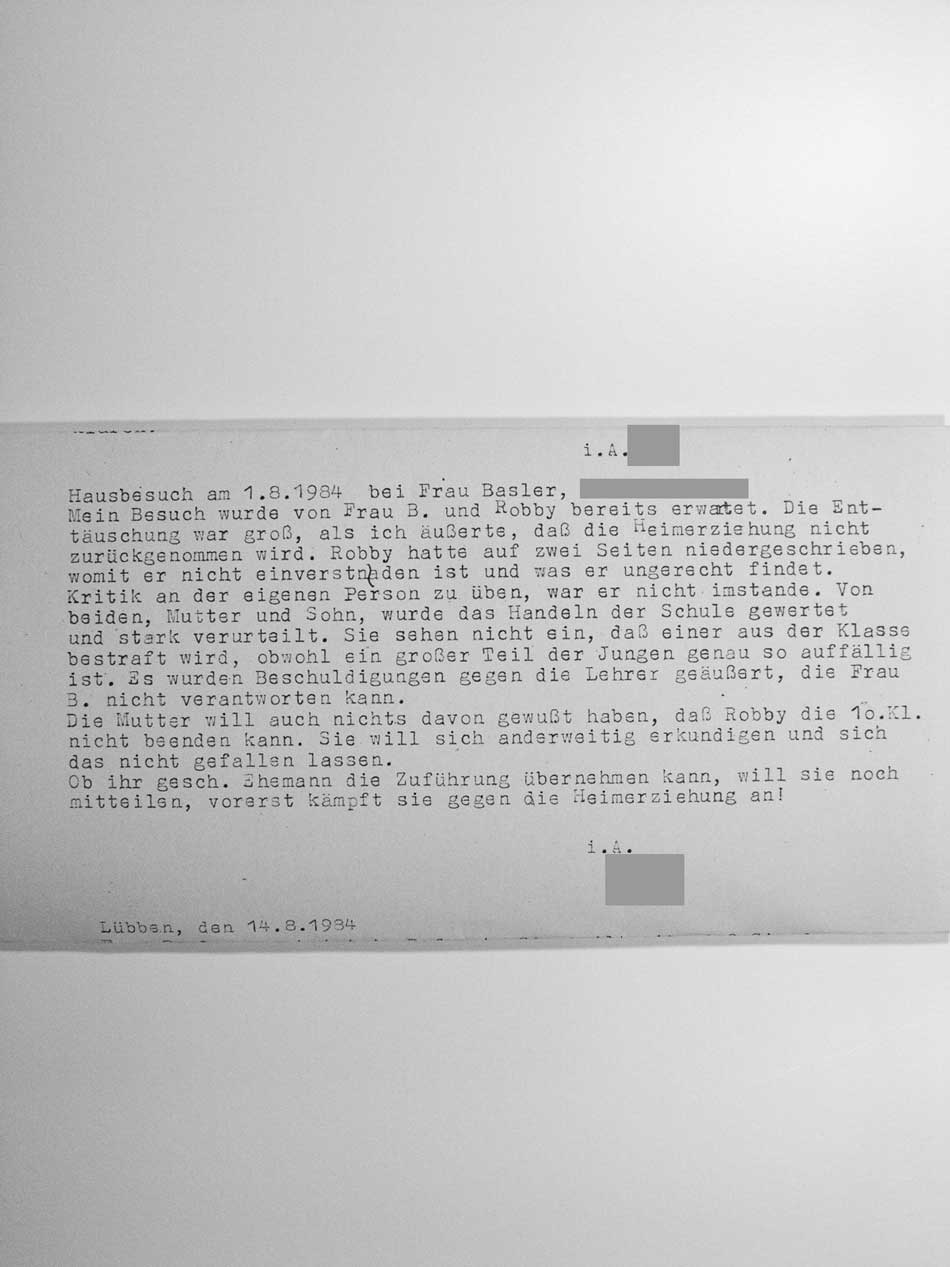 i.A.
Hausbesuch am 1.8.1984 bei Frau Basler,
Mein Besuch wurde von Frau B. und Robby bereits erwartet. Die Ent-
täuschung war groß, als ich äußerte, daß die Heimerziehung nicht
zurückgenommen wird. Robby hatte auf zwei Seiten niedergeschrieben,
womit er nicht einverstnaden ist und was er ungerecht findet.
Kritik an der eigenen Person zu üben, war er nicht imstande. Von
beiden, Mutter und Sohn, wurde das Handeln der Schule gewertet
und stark verurteilt. Sie sehen nicht ein, daß einer aus der Klasse
bestraft wird, obwohl ein großer Teil der Jungen genau so auffällig
ist. Es wurden Beschuldigungen gegen die Lehrer geäußert, die Frau
B. nicht verantworten kann.
Die Mutter will auch nichts davon gewußt haben, daß Robby die 1o.Kl.
nicht beenden kann. Sie will sich anderweitig erkundigen und sich
das nicht gefallen lassen.
Ob ihr gesch. Ehemann die Zuführung übernehmen kann, will sie noch
mitteilen, vorerst kämpft sie gegen die Heimerziehung an!
i.A.
Lübben, den 14.8.1984